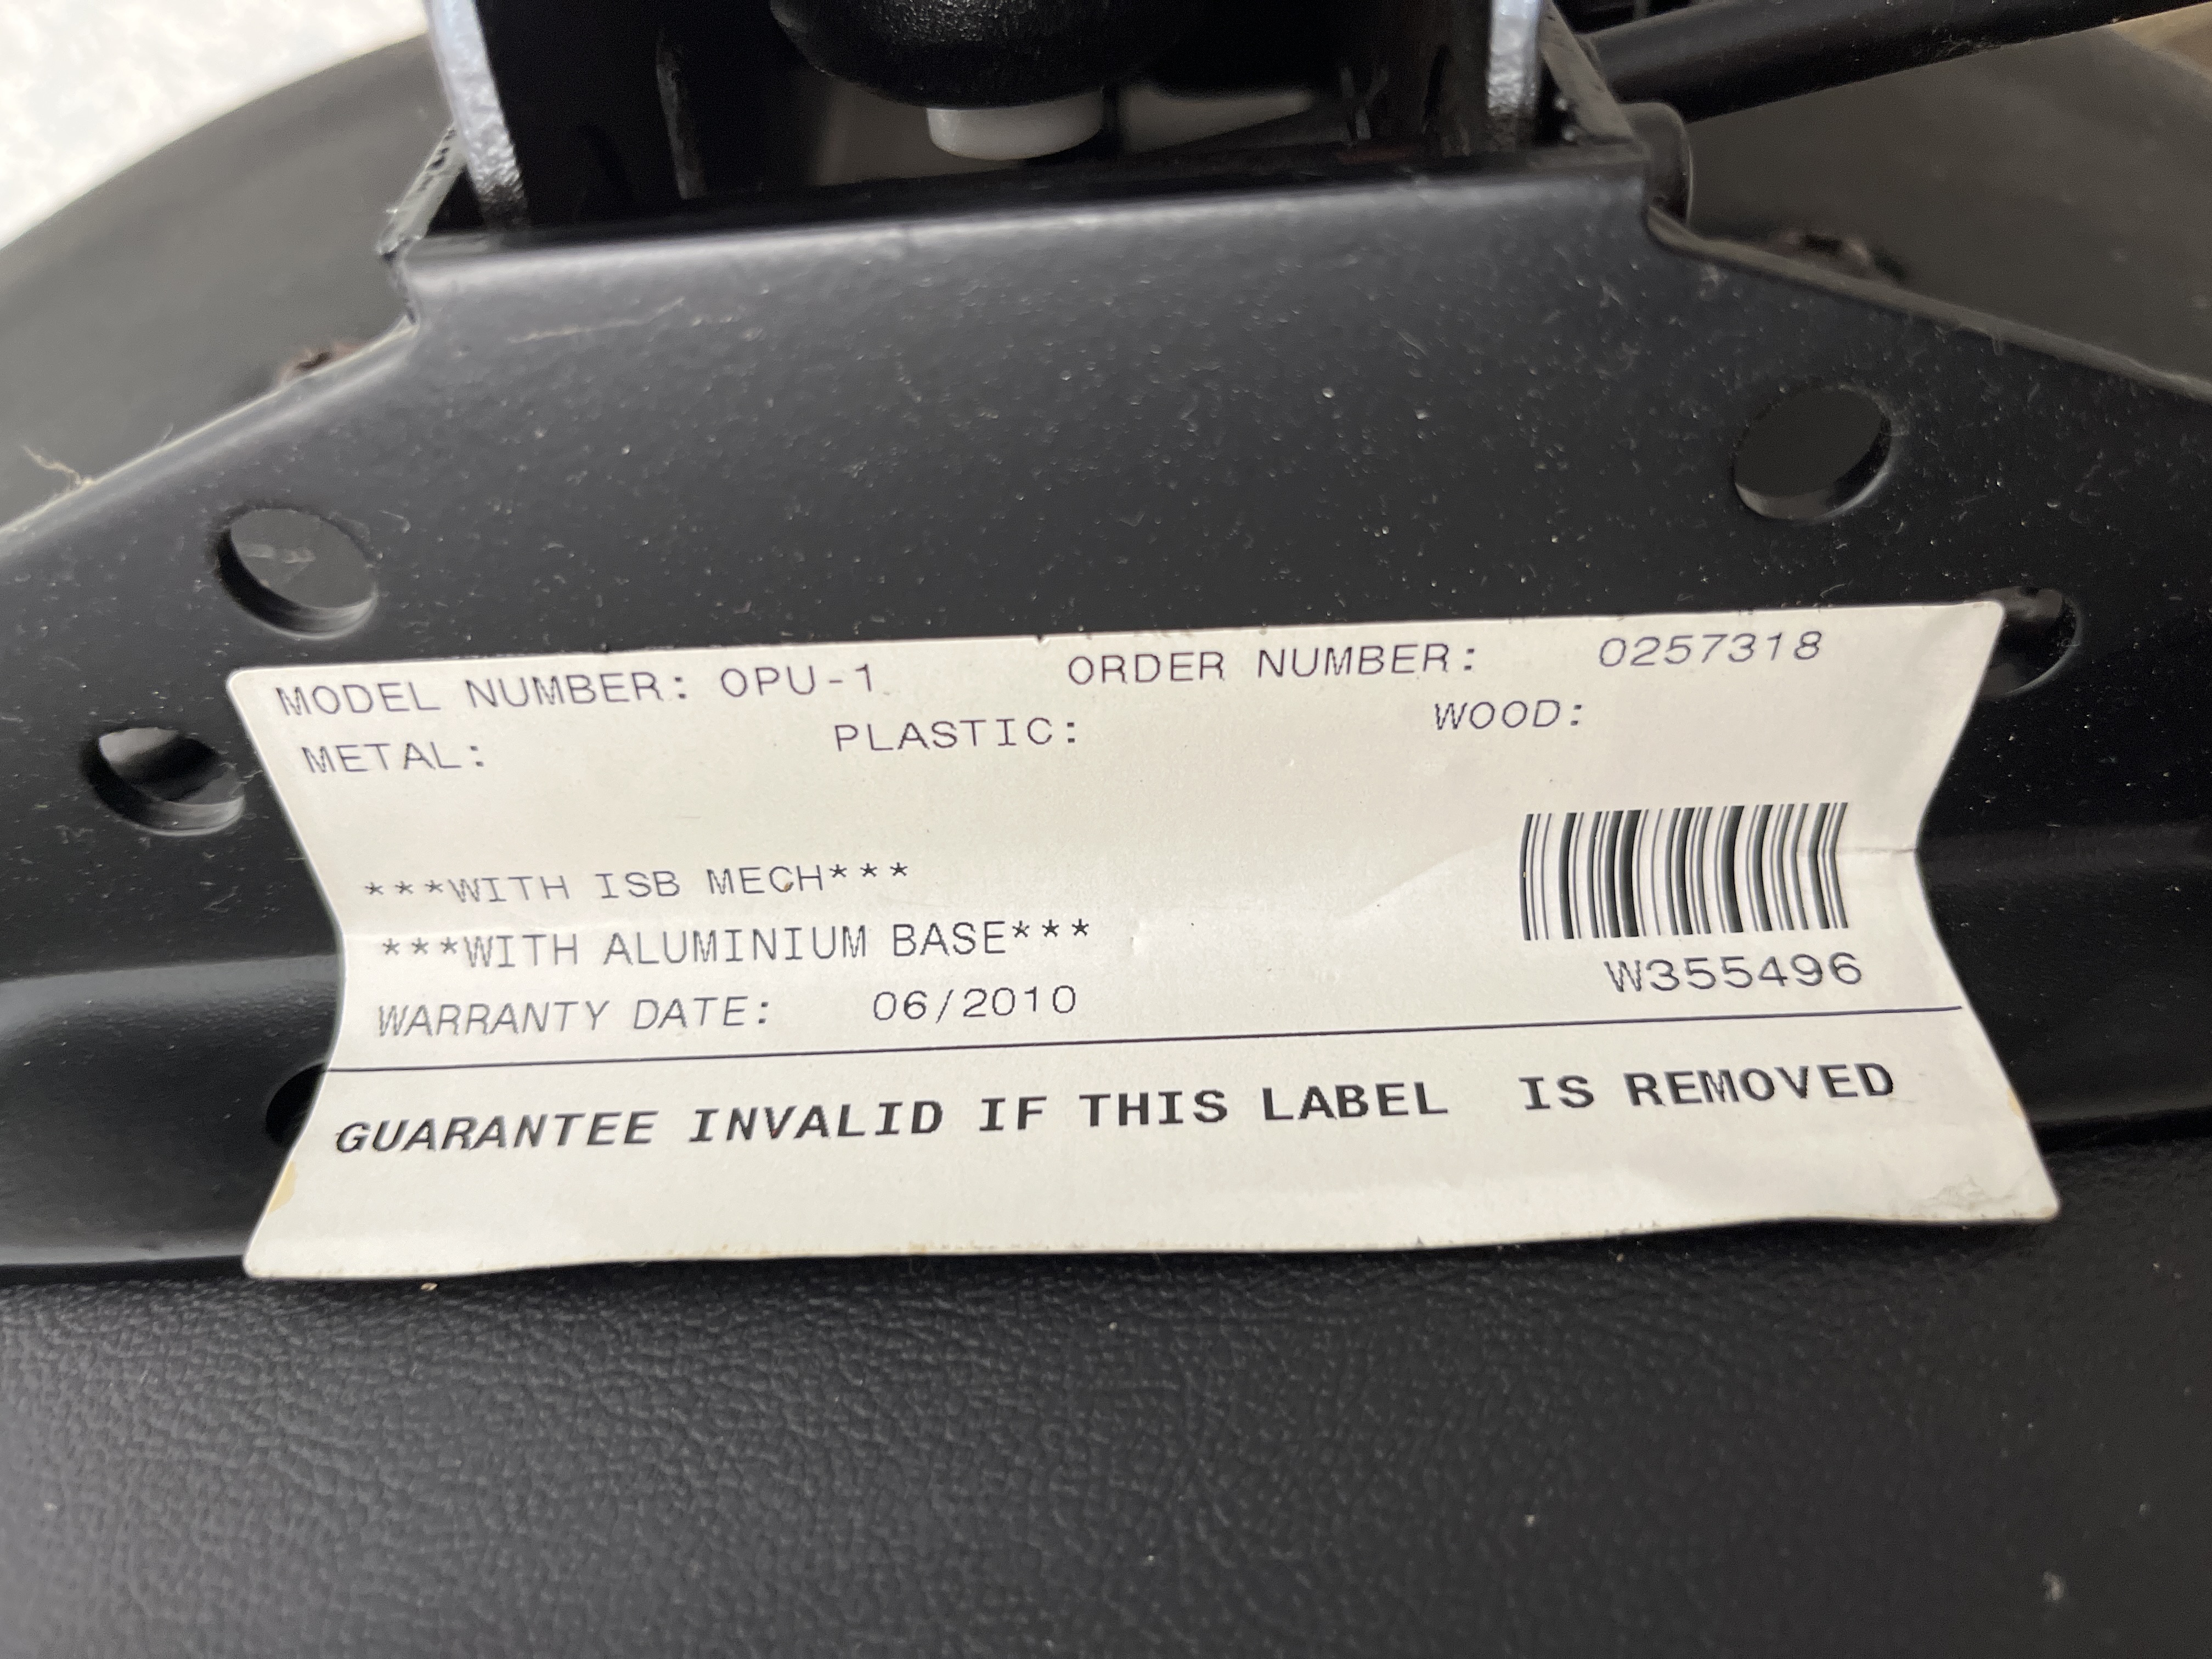 MODEL NUMBER: OPU-1 ORDER NUMBER: 0257318
METAL: PLASTIC: WOOD:
***WITH ISB MECH***
***WITH ALUMINIUM BASE***
W355496
WARRANTY DATE: 06/2010
GUARANTEE INVALID IF THIS LABEL IS REMOVED